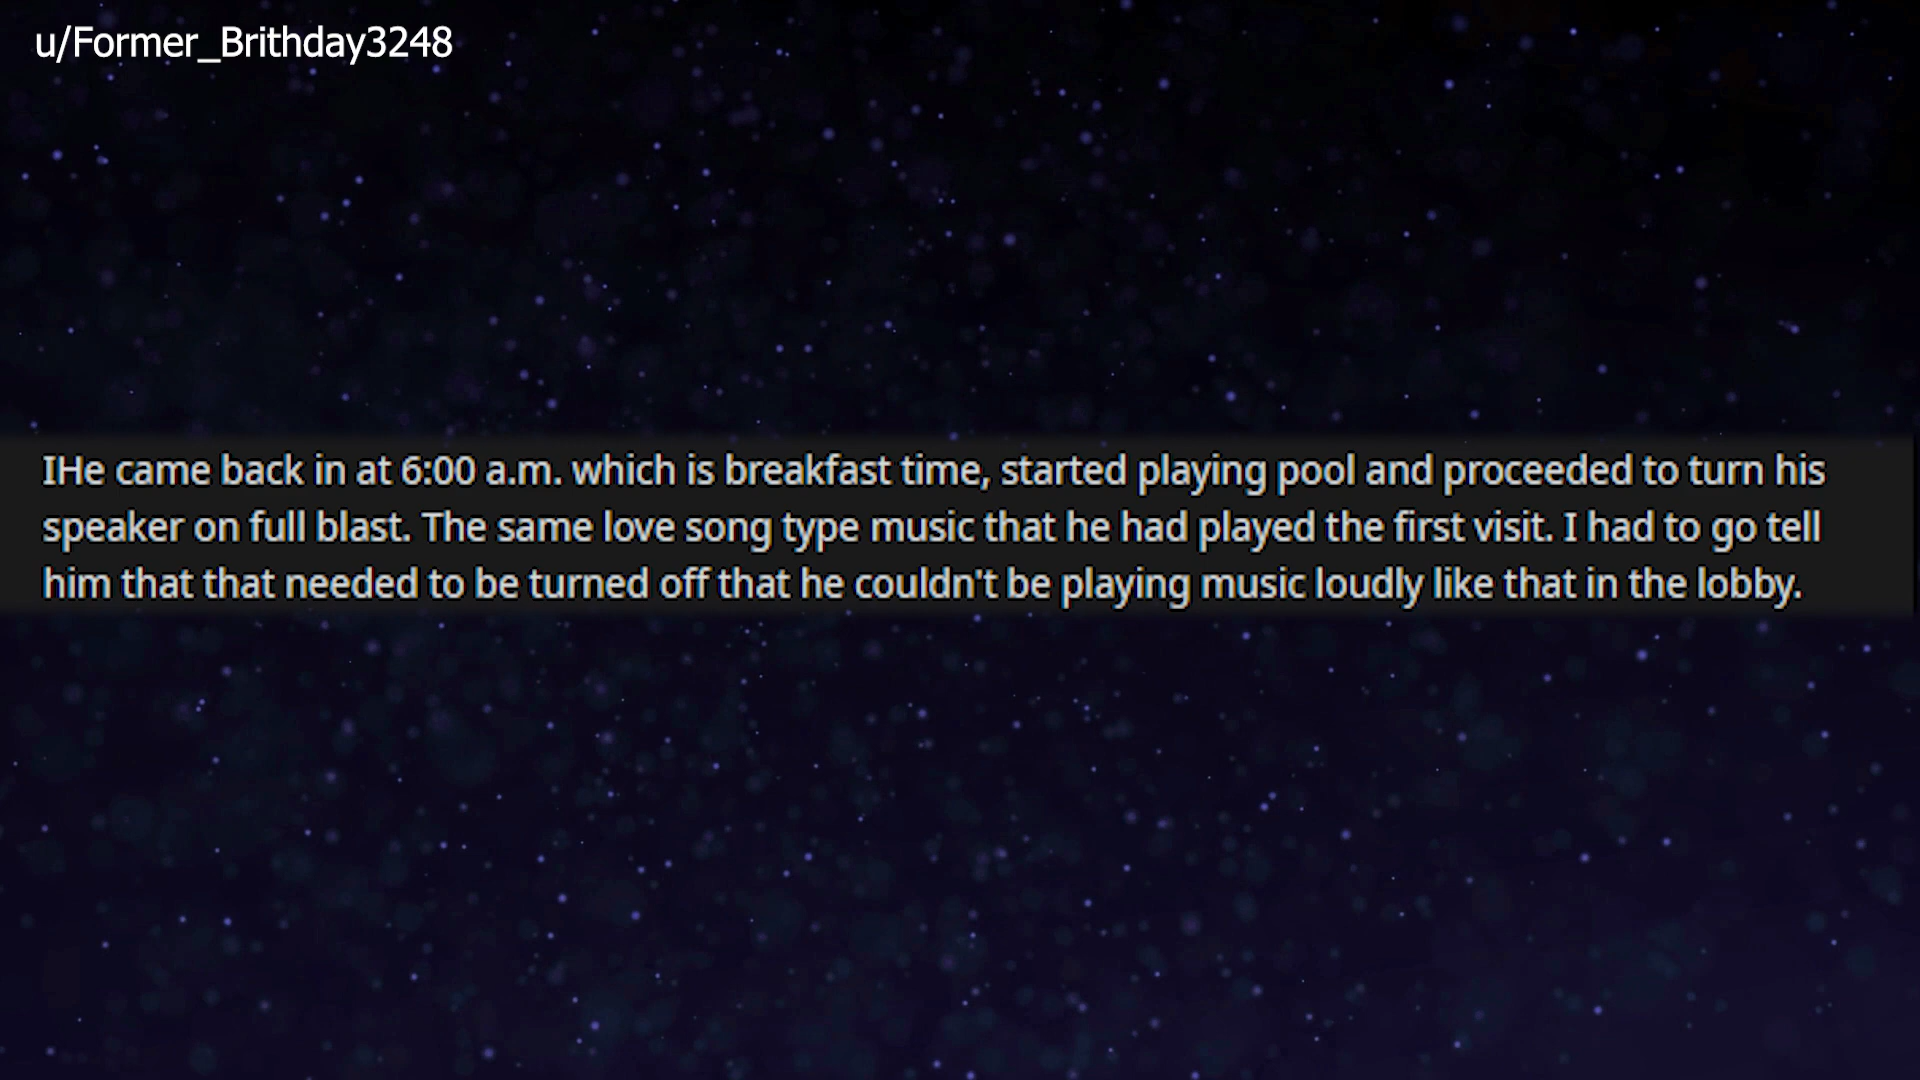 u/Former_Brithday3248
IHe came back in at 6:00 a.m. which is breakfast time, started playing pool and proceeded to turn his
speaker on full blast. The same love song type music that he had played the first visit. I had to go tell
him that that needed to be turned off that he couldn't be playing music loudly like that in the lobby.